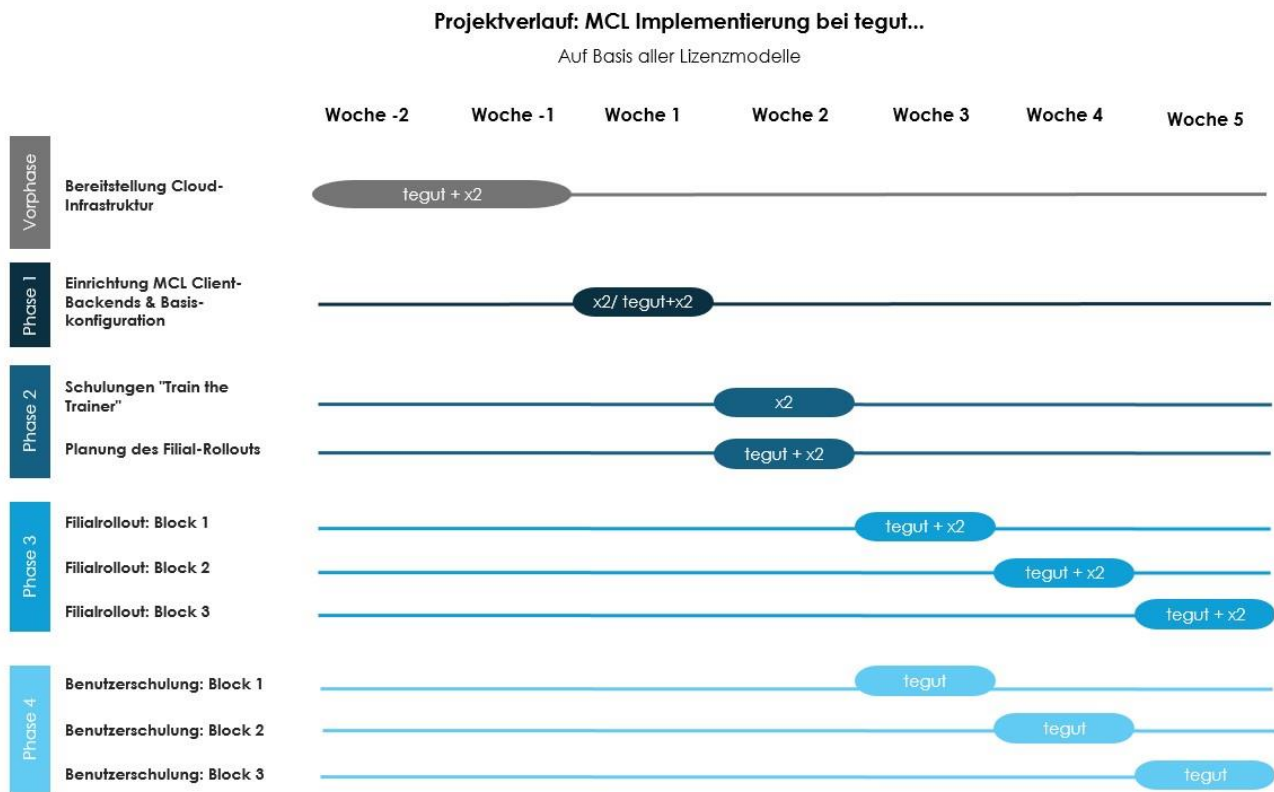 Projektverlauf: MCL Implementierung bei tegut...
Auf Basis aller Lizenzmodelle
Woche -2 Woche -1 Woche 1 Woche 2 Woche 3 Woche 4 Woche 5
Vorphase
Bereitstellung Cloud-
Infrastruktur
tegut + x2
Phase 1
Einrichtung MCL Client-
Backends & Basis-
konfiguration
x2/ tegut+x2
Phase 2
Schulungen "Train the
Trainer"
x2
Planung des Filial-Rollouts
tegut + x2
Phase 3
Filialrollout: Block 1
tegut + x2
Filialrollout: Block 2
tegut + x2
Filialrollout: Block 3
tegut + x2
Phase 4
Benutzerschulung: Block 1
tegut
Benutzerschulung: Block 2
tegut
Benutzerschulung: Block 3
tegut